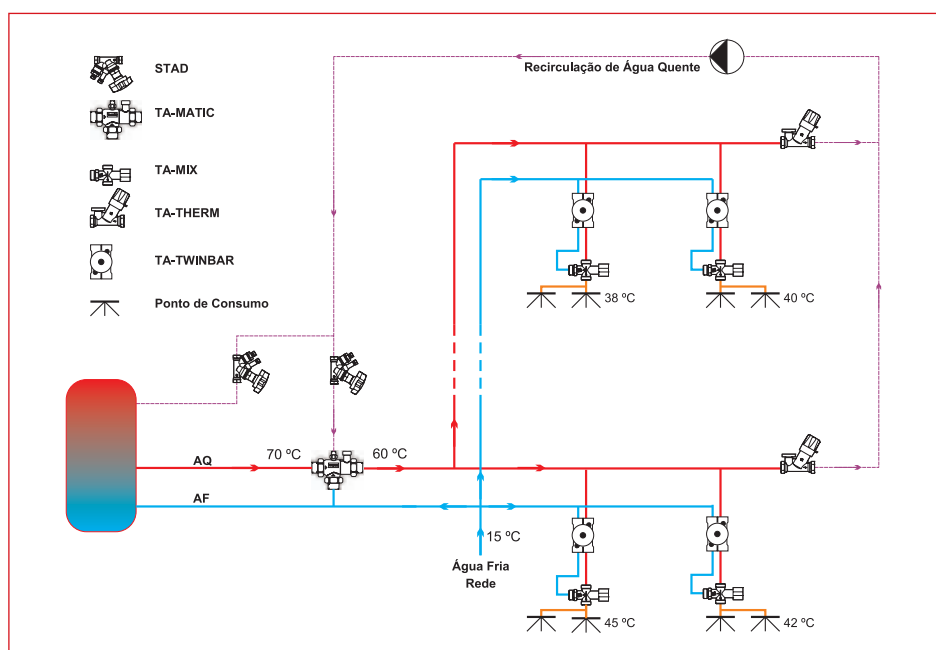 STAD
TA-MATIC
TA-MIX
TA-THERM
TA-TWINBAR
Ponto de Consumo
Recirculação de Água Quente
38 ºC
40 ºC
AQ
70 ºC
60 ºC
AF
15 ºC
Água Fria
Rede
45 ºC
42 ºC